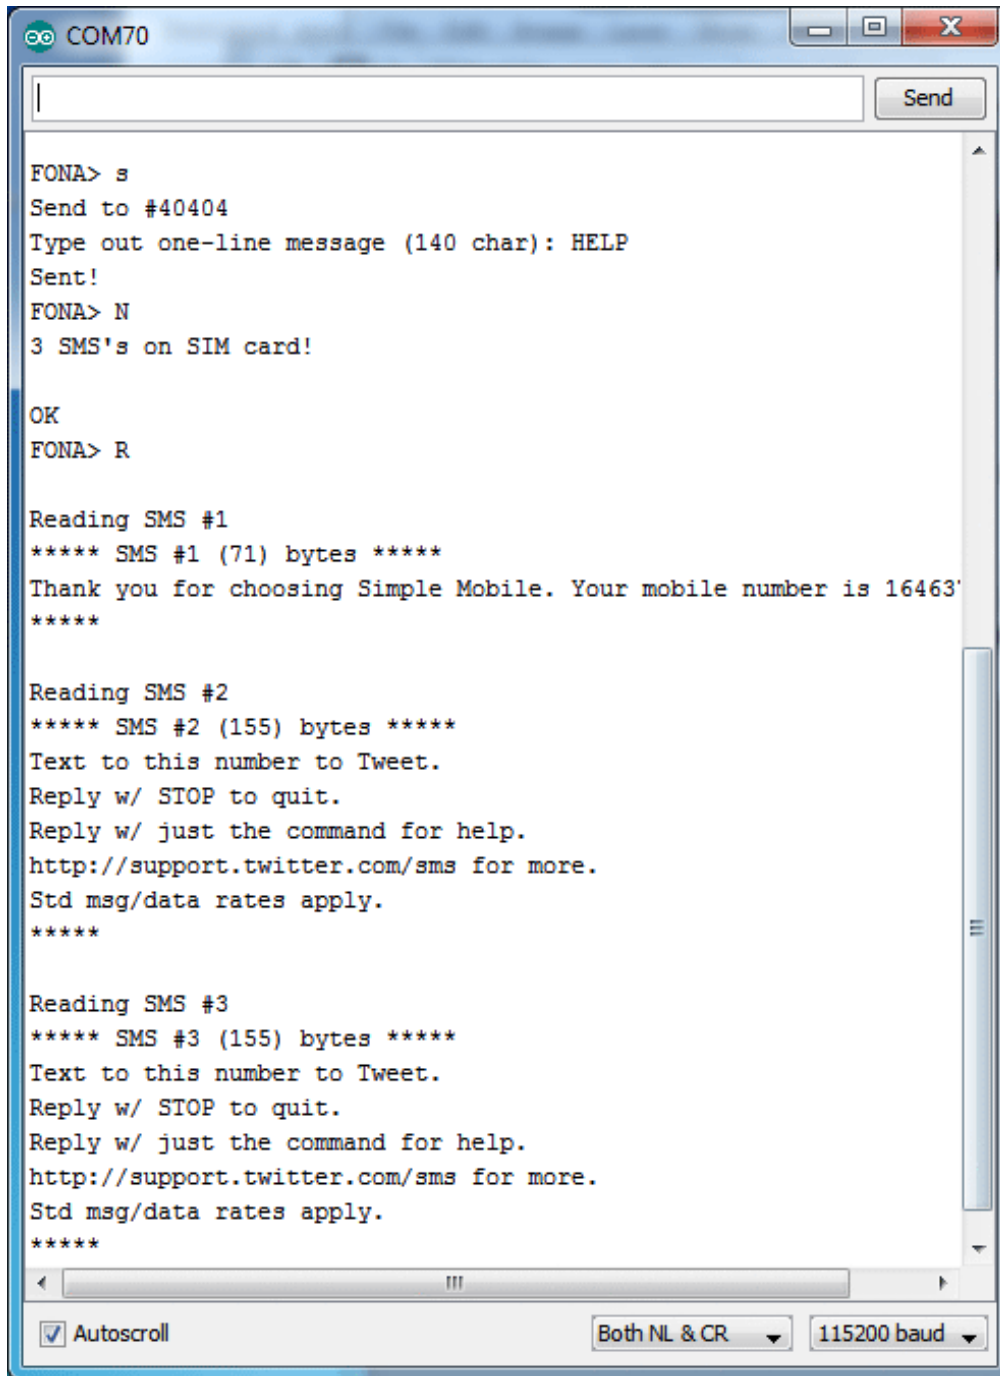 COM70
Send
FONA> s
Send to #40404
Type out one-line message (140 char): HELP
Sent!
FONA> N
3 SMS's on SIM card!
OK
FONA> R
Reading SMS #1
***** SMS #1 (71) bytes *****
Thank you for choosing Simple Mobile. Your mobile number is 16463
*****
Reading SMS #2
***** SMS #2 (155) bytes *****
Text to this number to Tweet.
Reply w/ STOP to quit.
Reply w/ just the command for help.
http://support.twitter.com/sms for more.
Std msg/data rates apply.
*****
Reading SMS #3
***** SMS #3 (155) bytes *****
Text to this number to Tweet.
Reply w/ STOP to quit.
Reply w/ just the command for help.
http://support.twitter.com/sms for more.
Std msg/data rates apply.
*****
Autoscroll
Both NL & CR
115200 baud